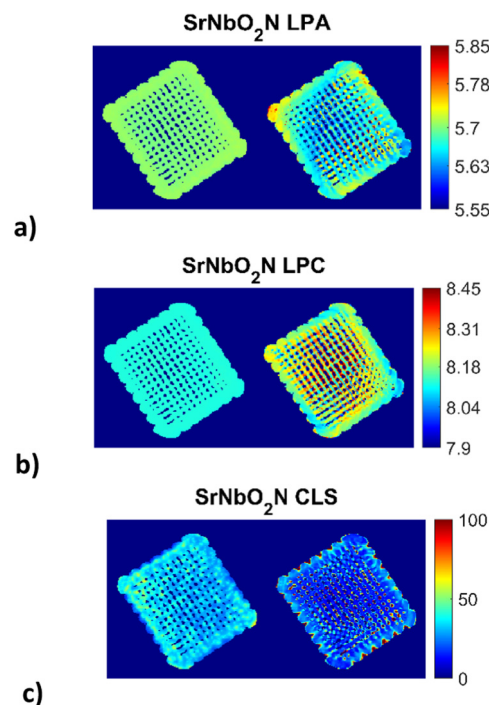 SrNbO₂N LPA
5.85
5.78
5.7
5.63
5.55
a)
SrNbO₂N LPC
8.45
8.31
8.18
8.04
7.9
b)
SrNbO₂N CLS
100
50
0
c)